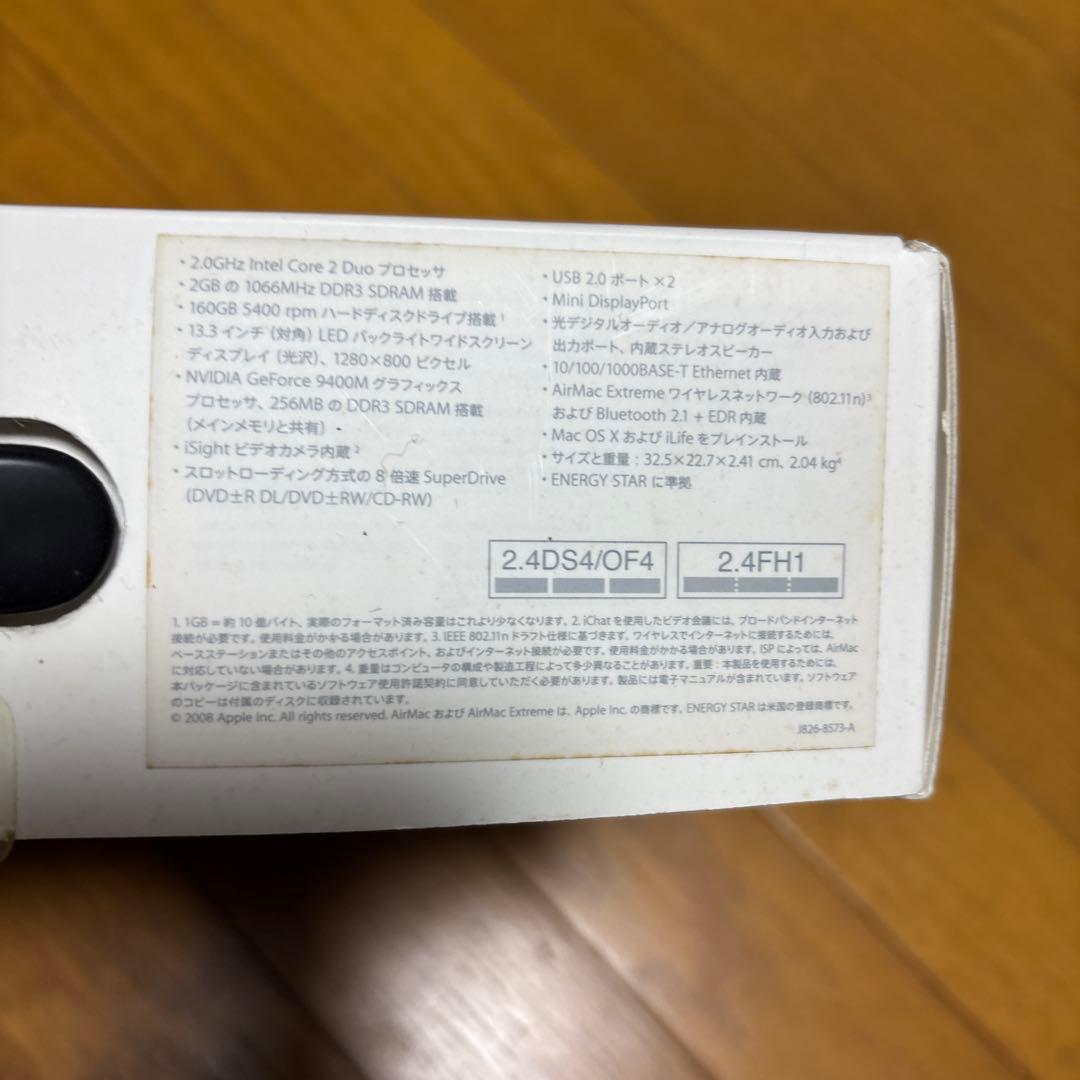 ・2.0GHz Intel Core 2 Duo プロセッサ
・2GB の 1066MHz DDR3 SDRAM 搭載
・160GB 5400 rpm ハードディスクドライブ搭載¹
・13.3 インチ (対角) LED バックライトワイドスクリーン
ディスプレイ (光沢)、1280×800 ピクセル
・NVIDIA GeForce 9400M グラフィックス
プロセッサ、256MB の DDR3 SDRAM 搭載
(メインメモリと共有)
・iSight ビデオカメラ内蔵²
・スロットローディング方式の 8 倍速 SuperDrive
(DVD±R DL/DVD±RW/CD-RW)
・USB 2.0 ポート ×2
・Mini DisplayPort
・光デジタルオーディオ/アナログオーディオ入力および
出力ポート、内蔵ステレオスピーカー
・10/100/1000BASE-T Ethernet 内蔵
・AirMac Extreme ワイヤレスネットワーク (802.11n)³
および Bluetooth 2.1 + EDR 内蔵
・Mac OS X および iLife をプレインストール
・サイズと重量：32.5×22.7×2.41 cm、2.04 kg⁴
・ENERGY STAR に準拠
2.4DS4/OF4
2.4FH1
1. 1GB = 約 10 億バイト、実際のフォーマット済み容量はこれより少なくなります。2. iChat を使用したビデオ会議には、ブロードバンドインターネット
接続が必要です。使用料金がかかる場合があります。3. IEEE 802.11n ドラフト仕様に基づきます。ワイヤレスでインターネットに接続するためには、
ベースステーションまたはその他のアクセスポイント、およびインターネット接続が必要です。使用料金がかかる場合があります。ISP によっては、AirMac
に対応していない場合があります。4. 重量はコンピュータの構成や製造工程によって多少異なることがあります。重要：本製品を使用するためには、
本パッケージに含まれているソフトウェア使用許諾契約に同意していただく必要があります。製品には電子マニュアルが含まれています。ソフトウェア
のコピーは付属のディスクに収録されています。
© 2008 Apple Inc. All rights reserved. AirMac および AirMac Extreme は、Apple Inc. の商標です。ENERGY STAR は米国の登録商標です。
J826-8573-A